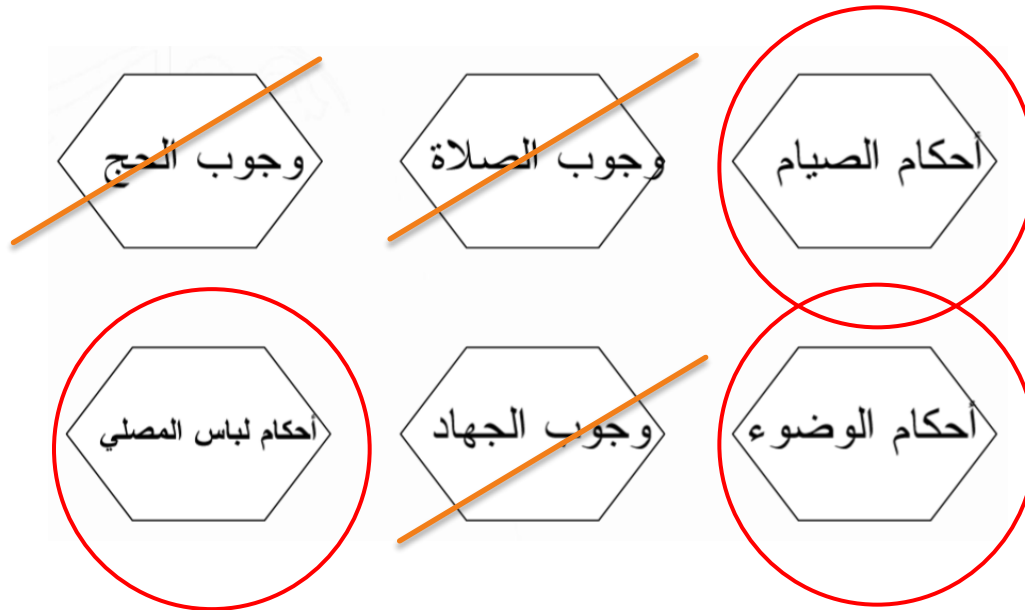 أحكام الصيام
وجوب الصلاة
وجوب الحج
أحكام الوضوء
وجوب الجهاد
أحكام لباس المصلي